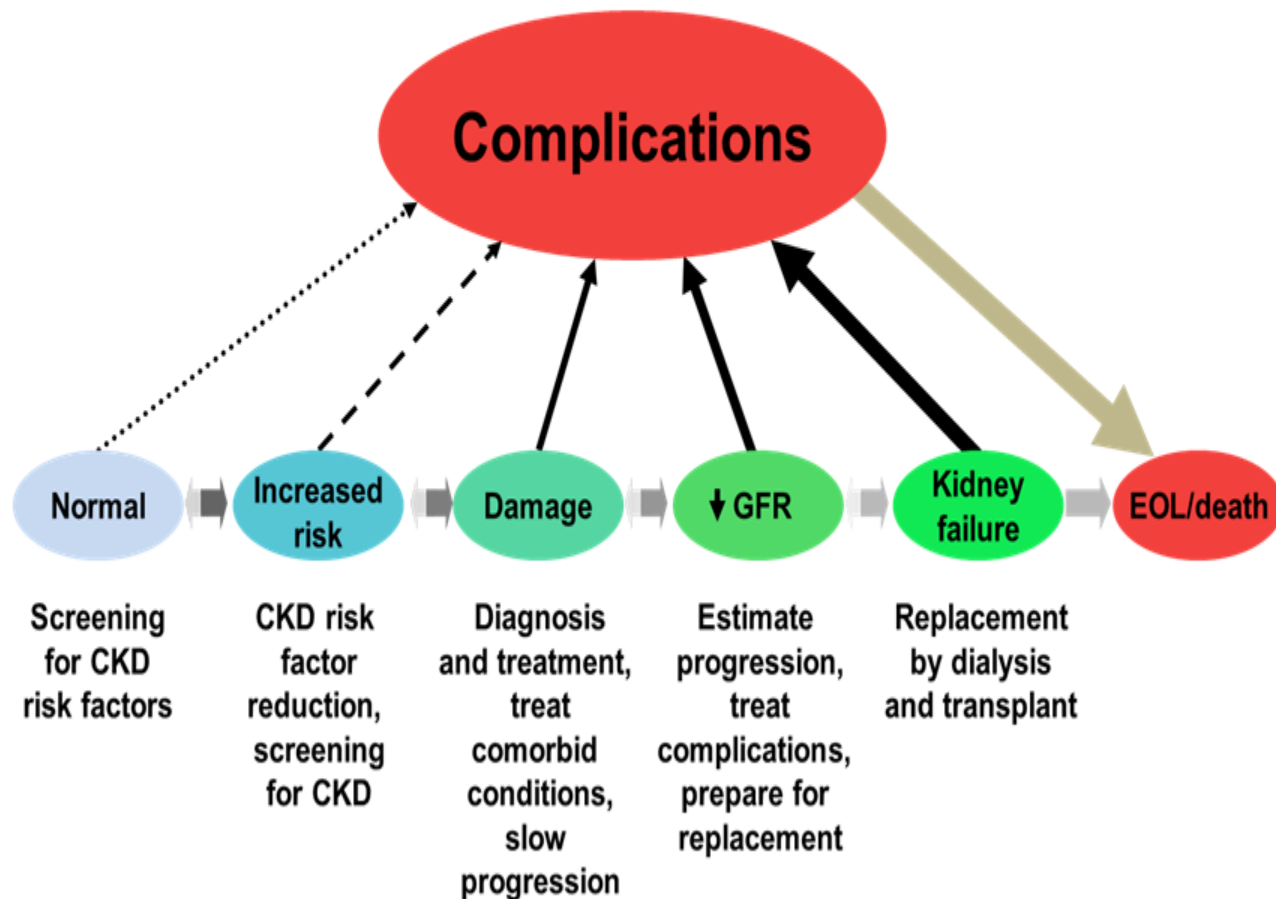 Complications
Normal
Increased
risk
Damage
GFR
Kidney
failure
EOL/death
Screening
for CKD
risk factors
CKD risk
factor
reduction,
screening
for CKD
Diagnosis
and treatment,
treat
comorbid
conditions,
slow
progression
Estimate
progression,
treat
complications,
prepare for
replacement
Replacement
by dialysis
and transplant